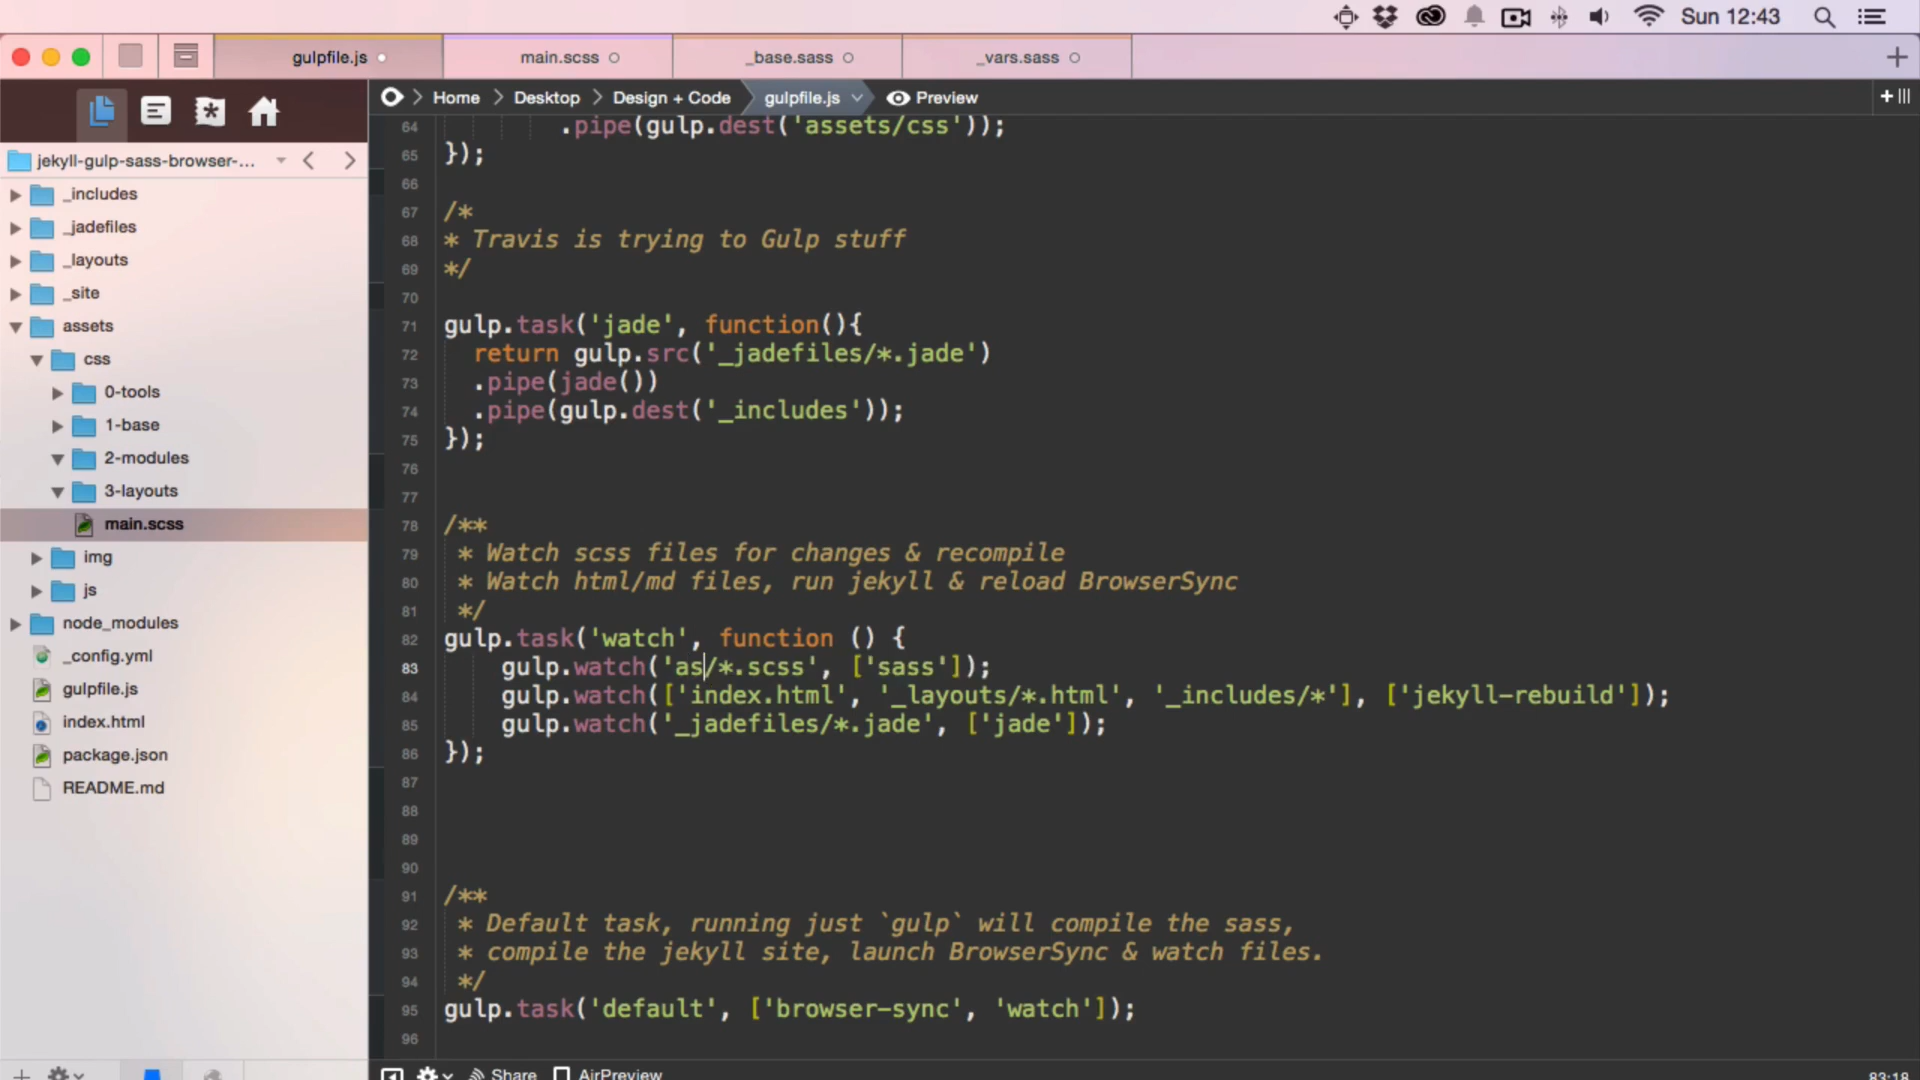 Sun 12:43
gulpfile.js
main.scss
_base.sass
_vars.sass
Home
Desktop
Design + Code
gulpfile.js
Preview
jekyll-gulp-sass-browser-...
_includes
_jadefiles
_layouts
_site
assets
css
0-tools
1-base
2-modules
3-layouts
main.scss
img
js
node_modules
_config.yml
gulpfile.js
index.html
package.json
README.md
64 .pipe(gulp.dest('assets/css'));
65 });
66
67 /*
68 * Travis is trying to Gulp stuff
69 */
70
71 gulp.task('jade', function(){
72 return gulp.src('_jadefiles/*.jade')
73 .pipe(jade())
74 .pipe(gulp.dest('_includes'));
75 });
76
77
78 /**
79 * Watch scss files for changes & recompile
80 * Watch html/md files, run jekyll & reload BrowserSync
81 */
82 gulp.task('watch', function () {
83 gulp.watch('as/*.scss', ['sass']);
84 gulp.watch(['index.html', '_layouts/*.html', '_includes/*'], ['jekyll-rebuild']);
85 gulp.watch('_jadefiles/*.jade', ['jade']);
86 });
87
88
89
90
91 /**
92 * Default task, running just `gulp` will compile the sass,
93 * compile the jekyll site, launch BrowserSync & watch files.
94 */
95 gulp.task('default', ['browser-sync', 'watch']);
96
Share
AirPreview
83:18